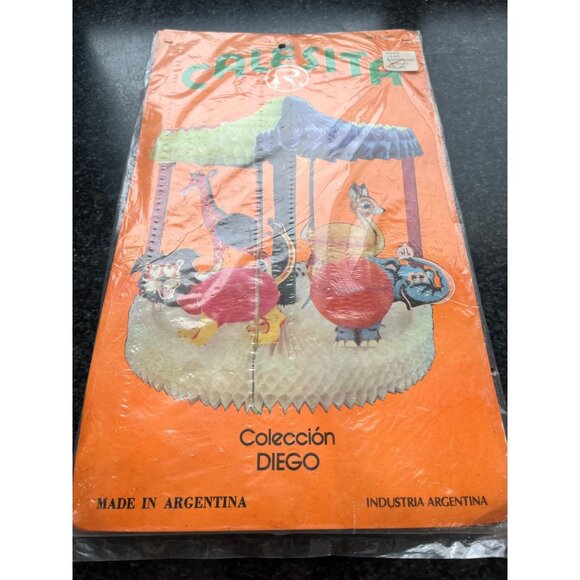 CALESITA
R
Colección
DIEGO
MADE IN ARGENTINA
INDUSTRIA ARGENTINA